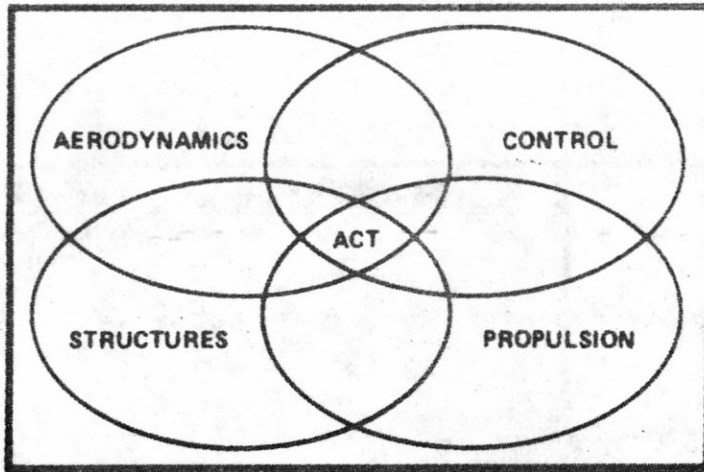 AERODYNAMICS
CONTROL
ACT
STRUCTURES
PROPULSION